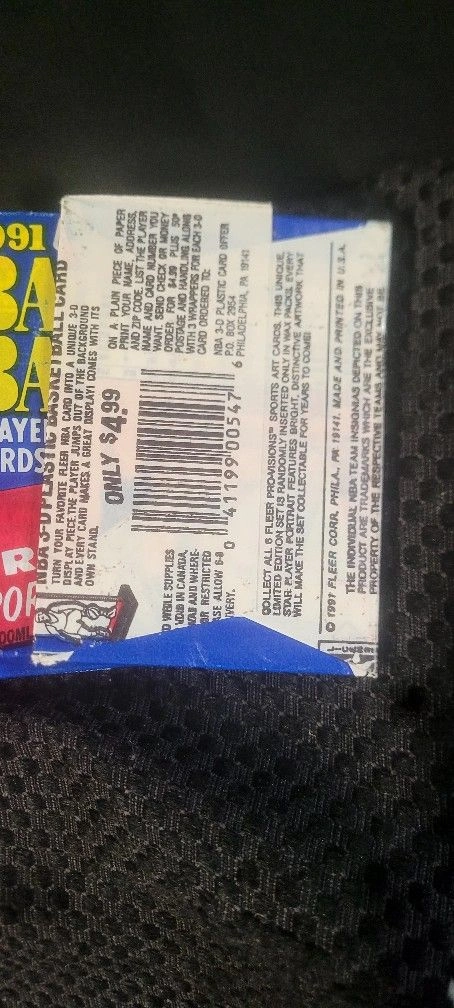 991
BA
BA
AYE
RDS
R
POR
NBA 3-D PLASTIC BASKETBALL CARD
TURN YOUR FAVORITE FLEER NBA CARD INTO A UNIQUE 3-D
DISPLAY PIECE. THE PLAYER JUMPS OUT OF THE BACKGROUND
AND EVERY CARD MAKES A GREAT DISPLAY! COMES WITH ITS
OWN STAND.
ONLY $4.99
ON A PLAIN PIECE OF PAPER
PRINT YOUR NAME, ADDRESS,
AND ZIP CODE. LIST THE PLAYER
NAME AND CARD NUMBER YOU
WANT. SEND CHECK OR MONEY
ORDER FOR $4.99 PLUS 50¢
POSTAGE AND HANDLING ALONG
WITH 3 WRAPPERS FOR EACH 3-D
CARD ORDERED TO:
NBA 3-D PLASTIC CARD OFFER
P.O. BOX 2954
PHILADELPHIA, PA 19141
D WHILE SUPPLIES
VOID IN CANADA,
AND WHERE-
OR RESTRICTED
SE ALLOW 6-8
IVERY.
0 41199 00547 6
COLLECT ALL 6 FLEER PRO-VISIONS™ SPORTS ART CARDS. THIS UNIQUE,
LIMITED EDITION SET IS RANDOMLY INSERTED ONLY IN WAX PACKS. EVERY
STAR PLAYER PORTRAIT FEATURES BRIGHT, DISTINCTIVE ARTWORK THAT
WILL MAKE THE SET COLLECTABLE FOR YEARS TO COME!
© 1991 FLEER CORP., PHILA., PA 19141. MADE AND PRINTED IN U.S.A.
THE INDIVIDUAL NBA TEAM INSIGNIAS DEPICTED ON THIS
PRODUCT ARE TRADEMARKS WHICH ARE THE EXCLUSIVE
PROPERTY OF THE RESPECTIVE TEAMS AND MAY NOT BE